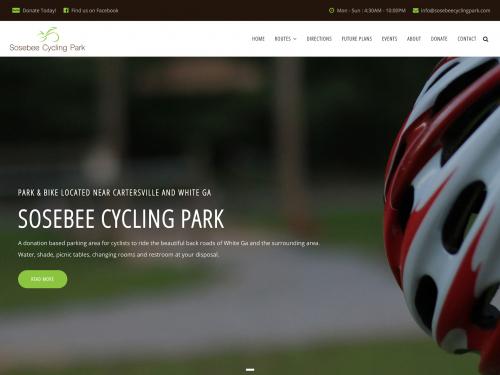 Donate Today!
Find us on Facebook
Mon - Sun : 4:30AM - 10:00PM
info@sosebeecyclingpark.com
Sosebee Cycling Park
HOME
ROUTES
DIRECTIONS
FUTURE PLANS
EVENTS
ABOUT
DONATE
CONTACT
PARK & BIKE LOCATED NEAR CARTERSVILLE AND WHITE GA
SOSEBEE CYCLING PARK
A donation based parking area for cyclists to ride the beautiful back roads of White Ga and the surrounding area.
Water, shade, picnic tables, changing rooms and restroom at your disposal.
READ MORE